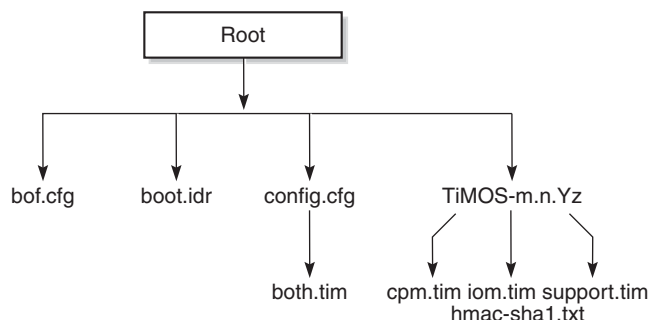 Root
bof.cfg boot.idr config.cfg TiMOS-m.n.Yz
both.tim cpm.tim iom.tim support.tim
hmac-sha1.txt